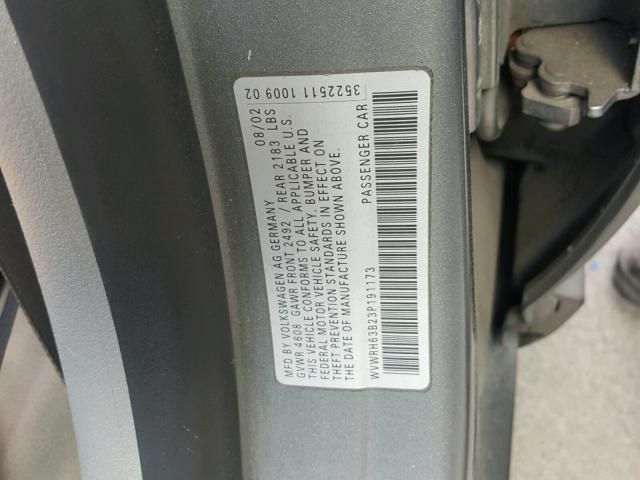 3522511 1009 02
MFD BY VOLKSWAGEN AG GERMANY 08/02
GVWR 4608 GAWR FRONT 2492 / REAR 2183 LBS
THIS VEHICLE CONFORMS TO ALL APPLICABLE U.S.
FEDERAL MOTOR VEHICLE SAFETY, BUMPER AND
THEFT PREVENTION STANDARDS IN EFFECT ON
THE DATE OF MANUFACTURE SHOWN ABOVE.
WVWRH63B23P191173 PASSENGER CAR